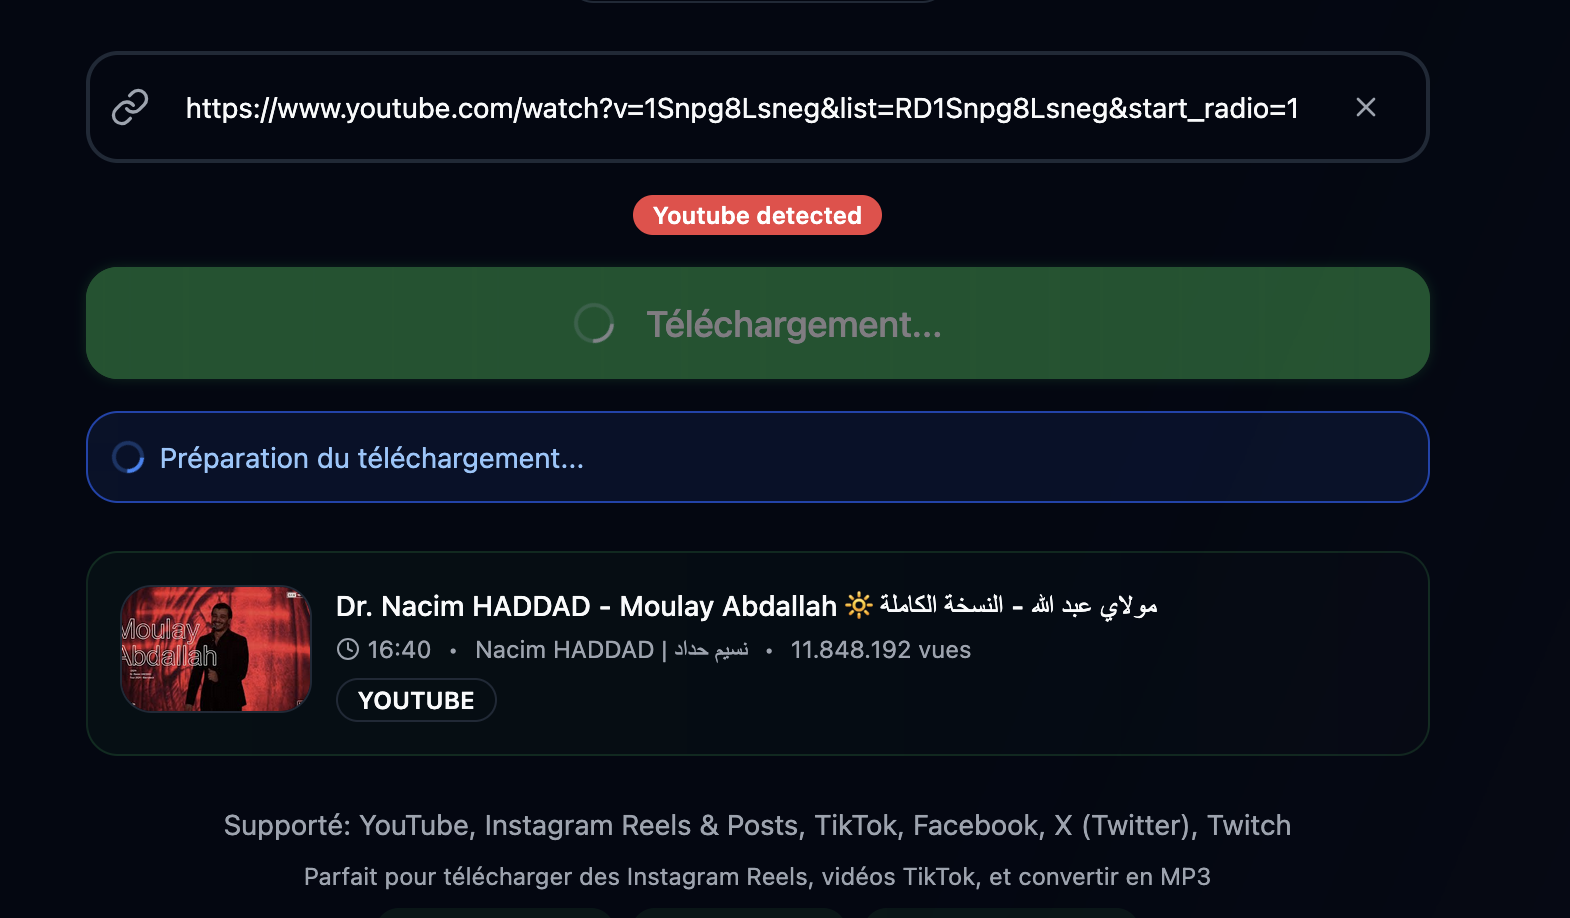 https://www.youtube.com/watch?v=1Snpg8Lsneg&list=RD1Snpg8Lsneg&start_radio=1
Youtube detected
Téléchargement...
Préparation du téléchargement...
Moulay
Abdallah
Dr. Nacim HADDAD - Moulay Abdallah 🔆 مولاي عبد الله - النسخة الكاملة
16:40 • Nacim HADDAD | نسيم حداد • 11.848.192 vues
YOUTUBE
Supporté: YouTube, Instagram Reels & Posts, TikTok, Facebook, X (Twitter), Twitch
Parfait pour télécharger des Instagram Reels, vidéos TikTok, et convertir en MP3